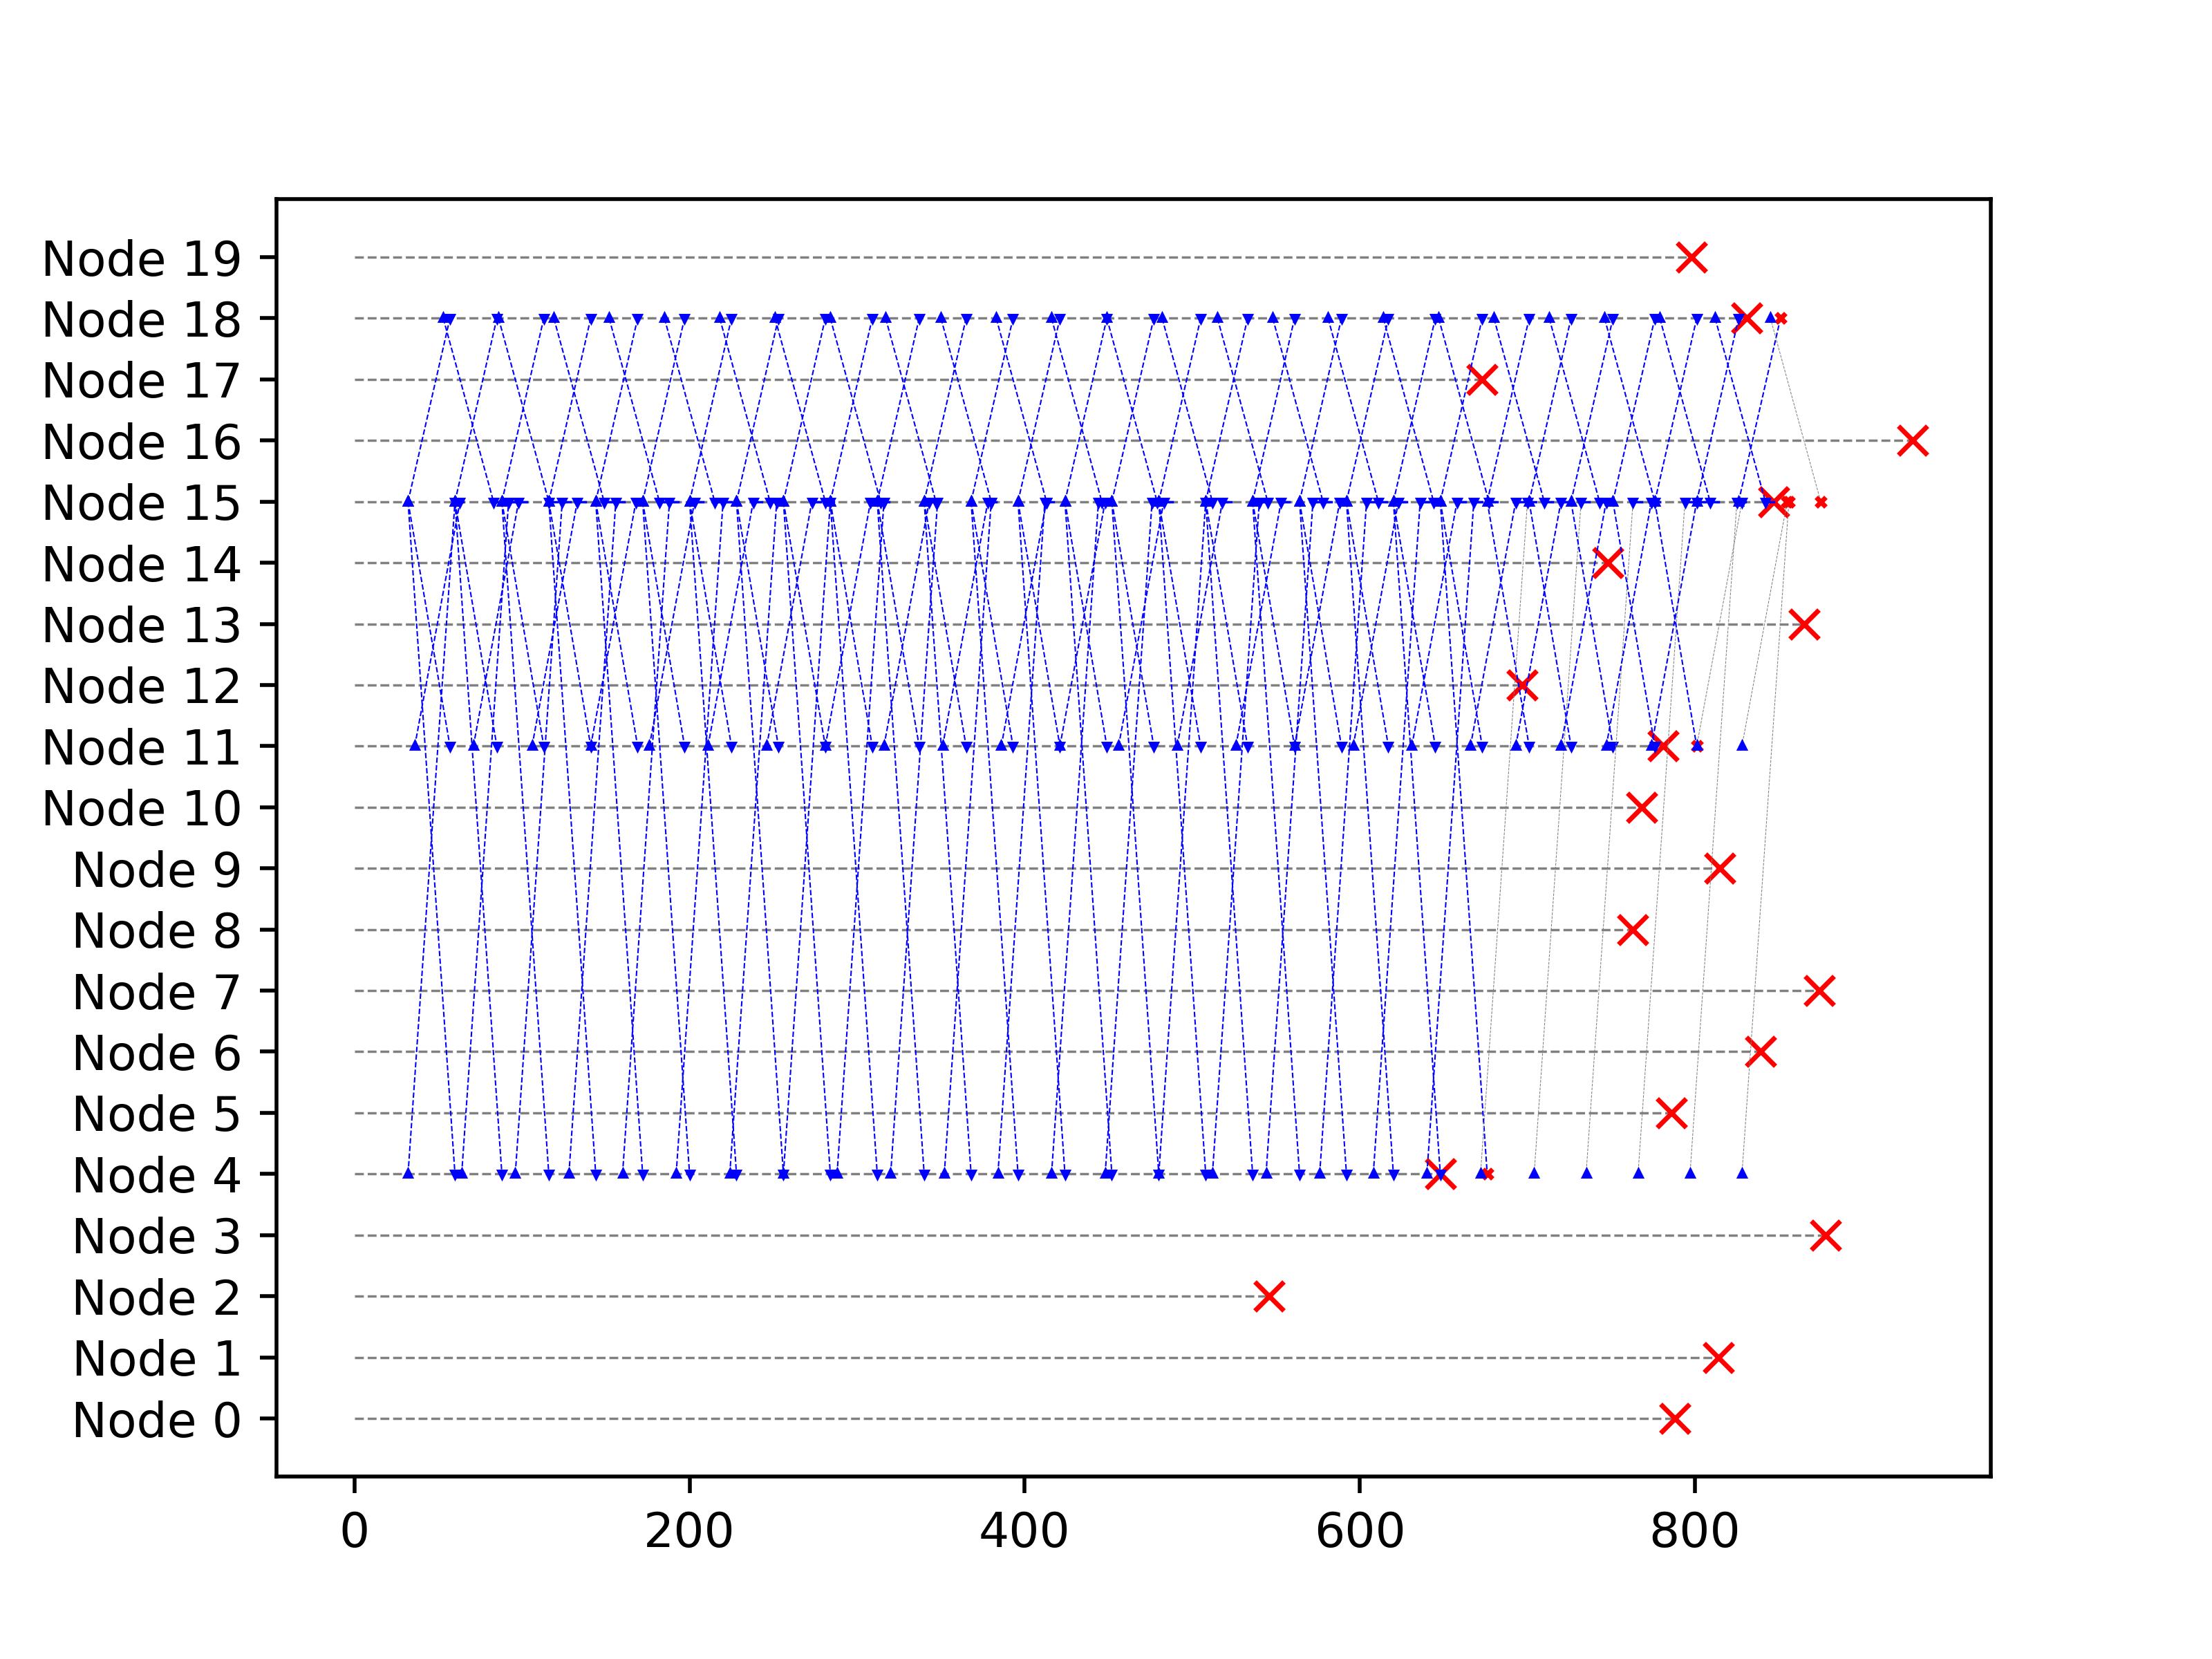 Node 19
Node 18
Node 17
Node 16
Node 15
Node 14
Node 13
Node 12
Node 11
Node 10
Node 9
Node 8
Node 7
Node 6
Node 5
Node 4
Node 3
Node 2
Node 1
Node 0
0 200 400 600 800